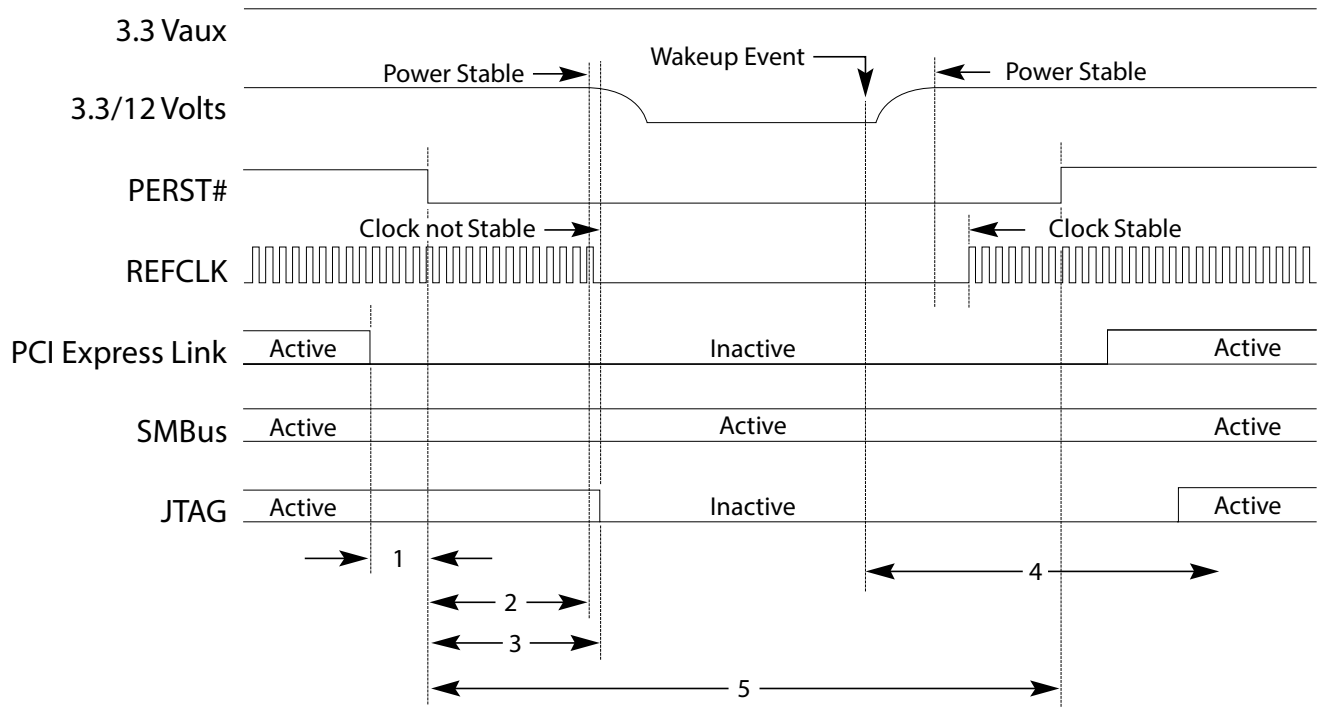 3.3 Vaux
Wakeup Event
Power Stable
Power Stable
3.3/12 Volts
PERST#
Clock not Stable
Clock Stable
REFCLK
PCI Express Link
Active
Inactive
Active
SMBus
Active
Active
Active
JTAG
Active
Inactive
Active
1
4
2
3
5